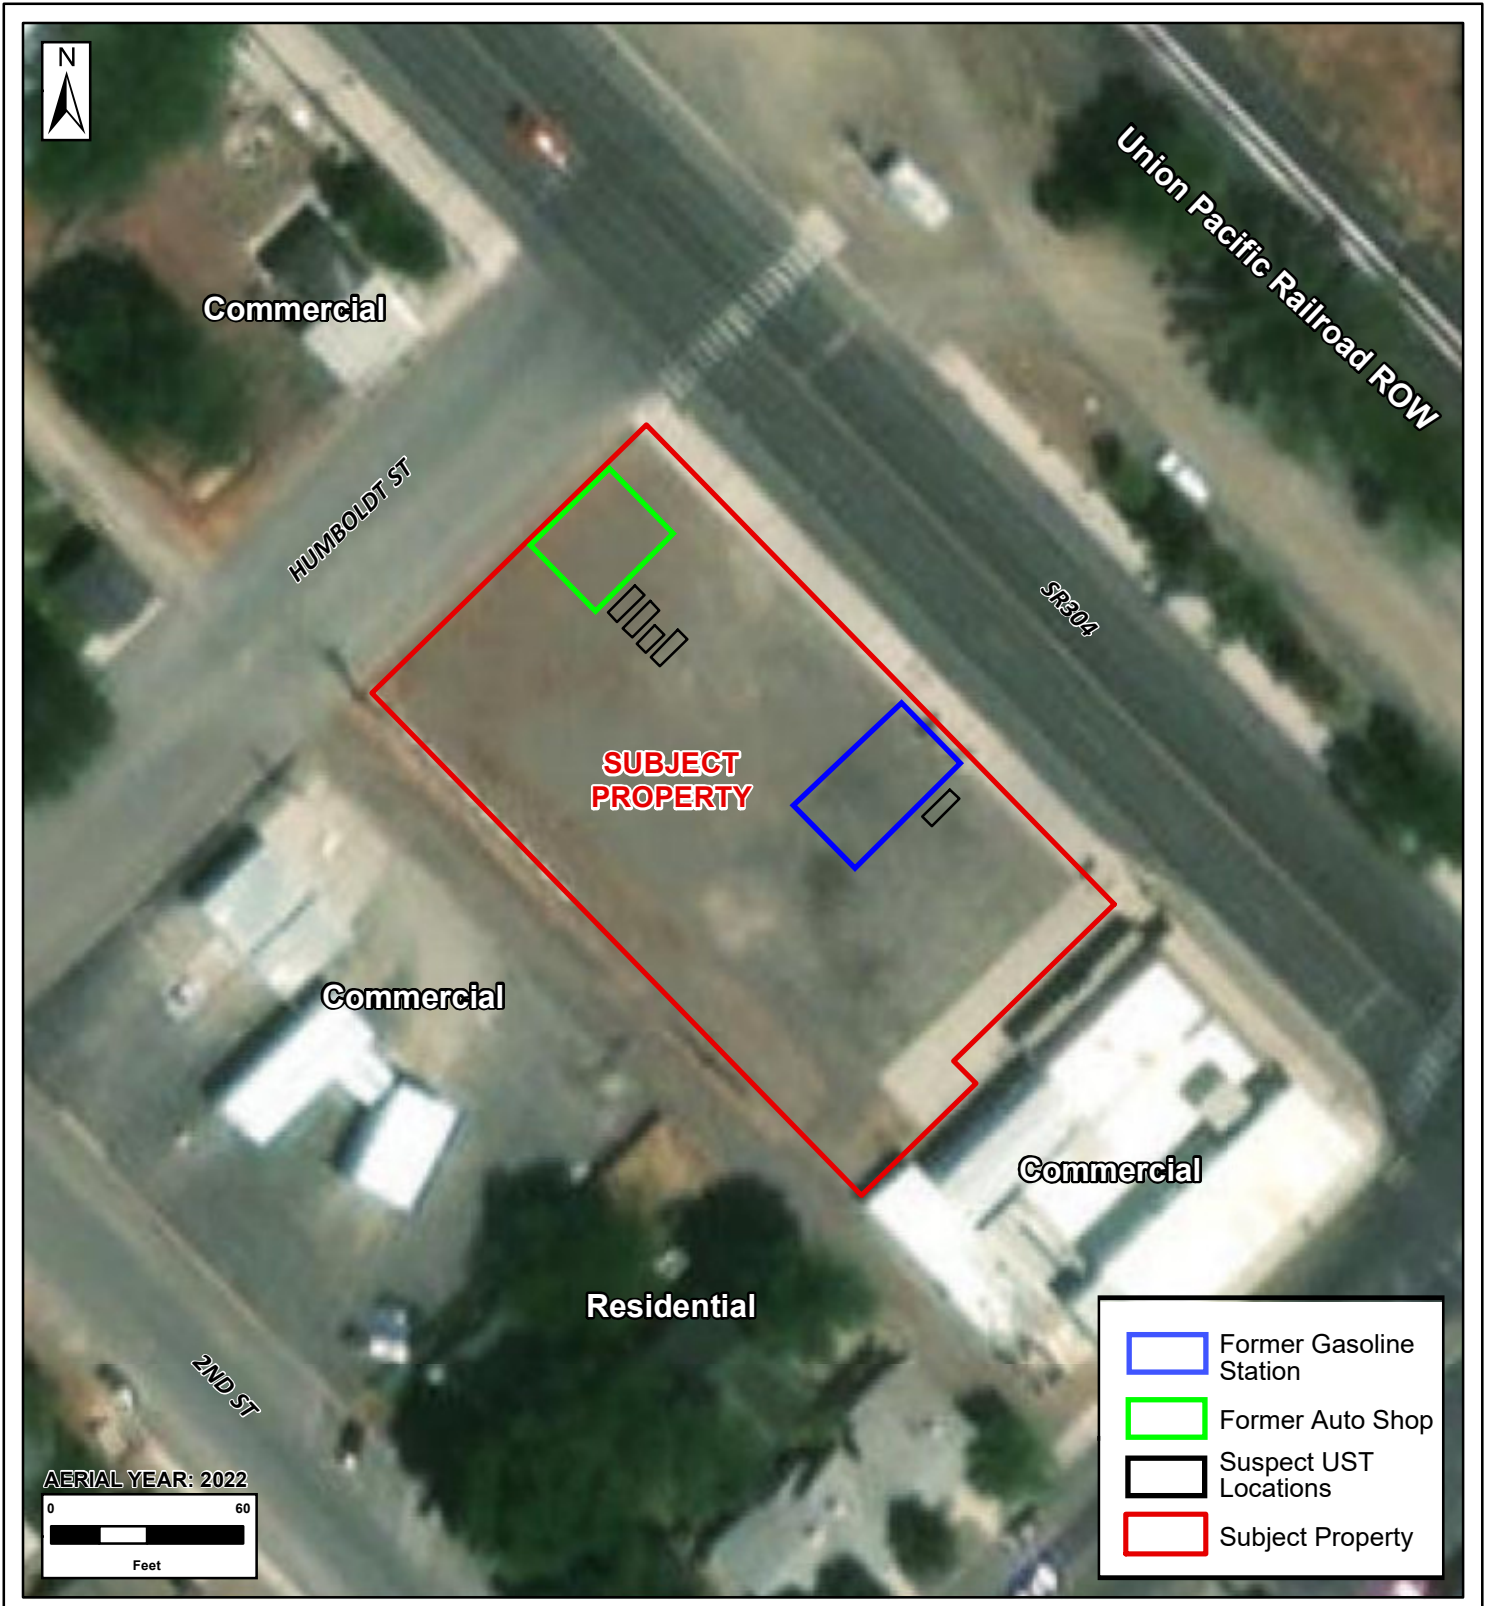 N
Union Pacific Railroad ROW
Commercial
HUMBOLDT ST
SR304
SUBJECT
PROPERTY
Commercial
Commercial
Residential
2ND ST
AERIAL YEAR: 2022
0 60
Feet
Former Gasoline
Station
Former Auto Shop
Suspect UST
Locations
Subject Property